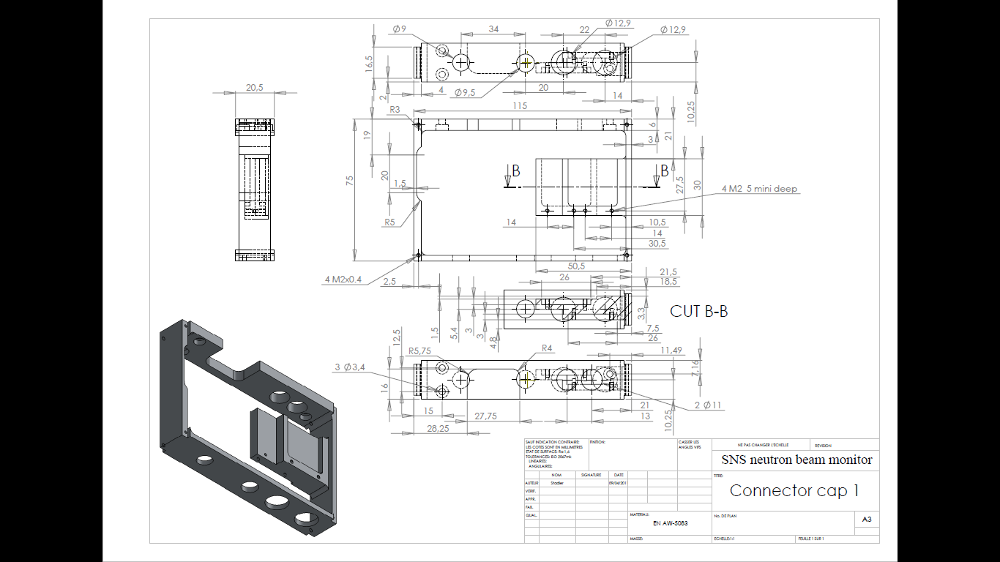 Ø9
34
22
Ø12,9
Ø12,9
16,5
2
4
Ø9,5
20
14
10,25
20,5
R3
115
19
6
21
3
75
20
1,5
B
B
27,5
30
4 M2 5 mini deep
R5
14
10,5
14
30,5
50,5
4 M2x0.4
2,5
26
21,5
18,5
CUT B-B
1,5
5,4
3
3
4,8
3,3
7,5
26
12,5
R5,75
R4
11,49
7,16
3 Ø3,4
16
15
27,75
28,25
21
13
10,25
2 Ø11
SAUF INDICATION CONTRAIRE:
LES COTES SONT EN MILLIMETRES
ETAT DE SURFACE: Ra 1,6
TOLERANCES: ISO 2067mk
LINEAIRES:
ANGULAIRES:
FINITION:
CASSER LES
ANGLES VIFS
NE PAS CHANGER L'ECHELLE
REVISION
SNS neutron beam monitor
NOM
SIGNATURE
DATE
TITRE:
Connector cap 1
AUTEUR
Stadler
09/04/2011
VERIF.
APPR.
FAB.
QUAL.
MATERIAU:
EN AW-5083
No. DE PLAN
A3
MASSE:
ECHELLE:1:1
FEUILLE 1 SUR 1